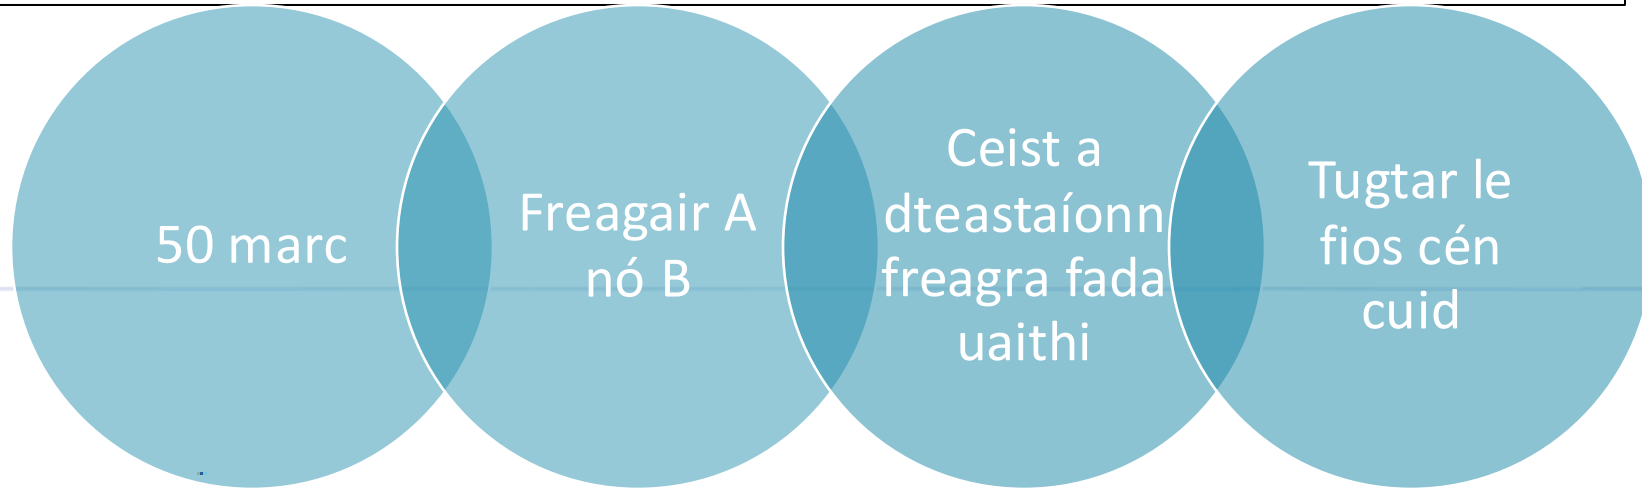 50 marc
Freagair A
nó B
Ceist a
dteastaíonn
freagra fada
uaithi
Tugtar le
fios cén
cuid